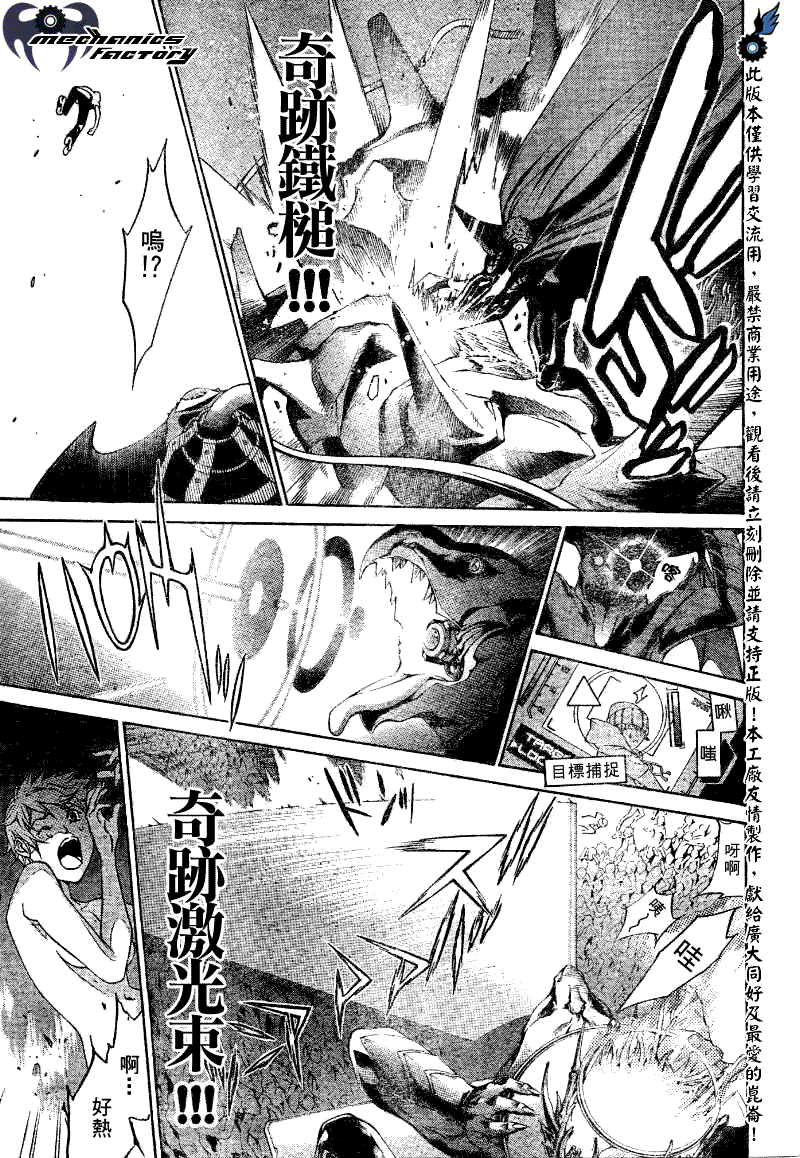 mechanics
factory
此版本僅供學習交流用，嚴禁商業用途，觀看後請立刻刪除並請支持正版！本工廠友情製作，獻給廣大同好及最愛的崑崙！
奇跡鐵槌!!!
嗚!?
喀
啾
嗤
目標捕捉
呀啊
咦
哇
奇跡激光束!!!
啊…
好熱